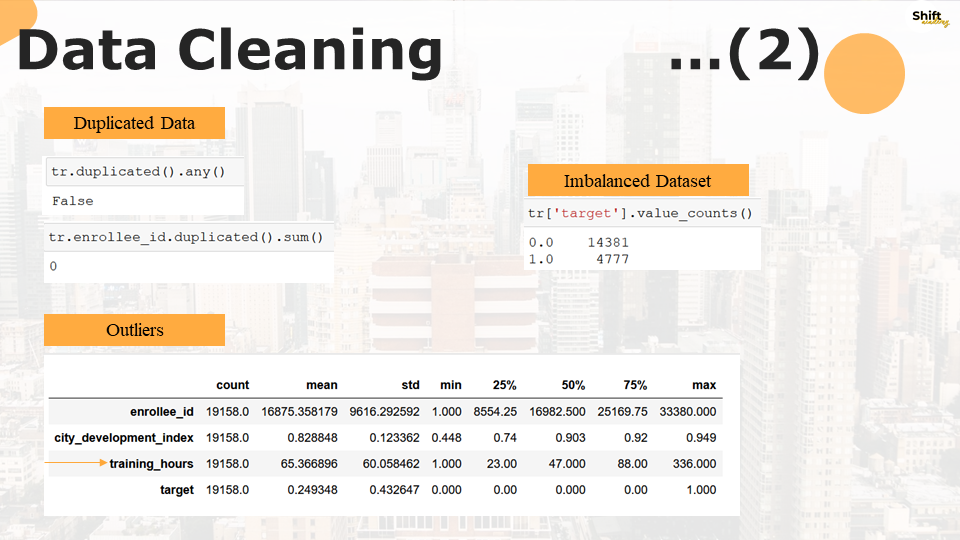 Shift
academy
Data Cleaning ...(2)
Duplicated Data
tr.duplicated().any()
False
tr.enrollee_id.duplicated().sum()
0
Imbalanced Dataset
tr['target'].value_counts()
0.0 14381
1.0 4777
Outliers
count mean std min 25% 50% 75% max
enrollee_id 19158.0 16875.358179 9616.292592 1.000 8554.25 16982.500 25169.75 33380.000
city_development_index 19158.0 0.828848 0.123362 0.448 0.74 0.903 0.92 0.949
training_hours 19158.0 65.366896 60.058462 1.000 23.00 47.000 88.00 336.000
target 19158.0 0.249348 0.432647 0.000 0.00 0.000 0.00 1.000